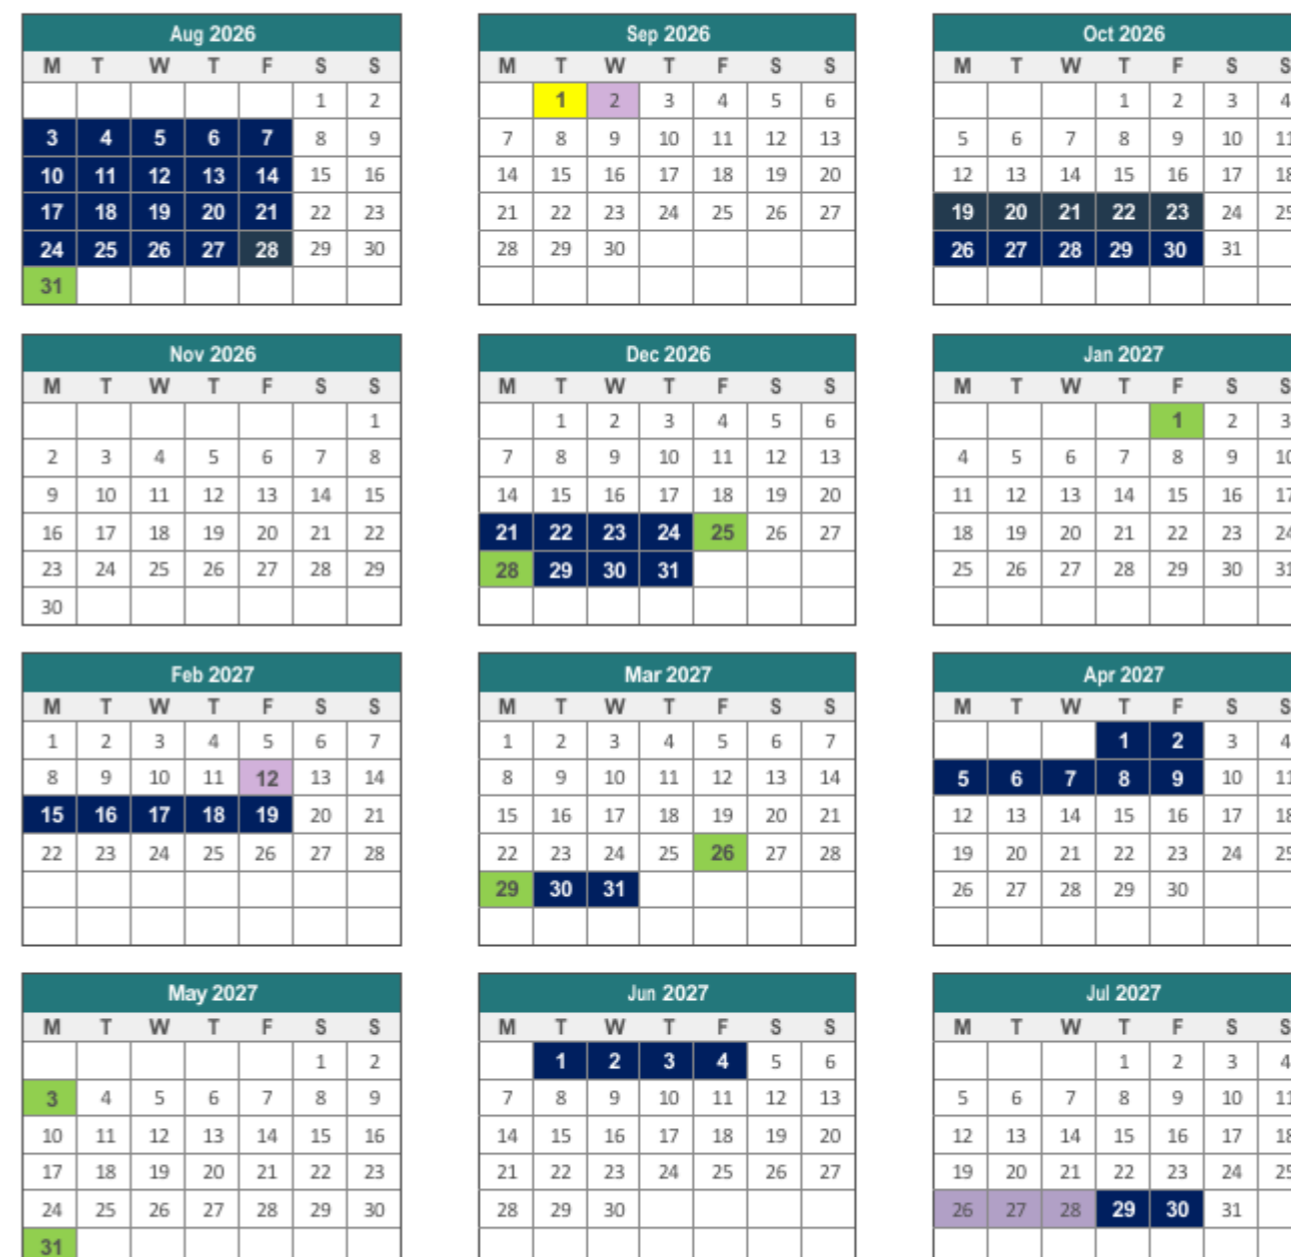 Aug 2026
M T W T F S S
1 2
3 4 5 6 7 8 9
10 11 12 13 14 15 16
17 18 19 20 21 22 23
24 25 26 27 28 29 30
31
Sep 2026
M T W T F S S
1 2 3 4 5 6
7 8 9 10 11 12 13
14 15 16 17 18 19 20
21 22 23 24 25 26 27
28 29 30
Oct 2026
M T W T F S S
1 2 3 4
5 6 7 8 9 10 11
12 13 14 15 16 17 18
19 20 21 22 23 24 25
26 27 28 29 30 31
Nov 2026
M T W T F S S
1
2 3 4 5 6 7 8
9 10 11 12 13 14 15
16 17 18 19 20 21 22
23 24 25 26 27 28 29
30
Dec 2026
M T W T F S S
1 2 3 4 5 6
7 8 9 10 11 12 13
14 15 16 17 18 19 20
21 22 23 24 25 26 27
28 29 30 31
Jan 2027
M T W T F S S
1 2 3
4 5 6 7 8 9 10
11 12 13 14 15 16 17
18 19 20 21 22 23 24
25 26 27 28 29 30 31
Feb 2027
M T W T F S S
1 2 3 4 5 6 7
8 9 10 11 12 13 14
15 16 17 18 19 20 21
22 23 24 25 26 27 28
Mar 2027
M T W T F S S
1 2 3 4 5 6 7
8 9 10 11 12 13 14
15 16 17 18 19 20 21
22 23 24 25 26 27 28
29 30 31
Apr 2027
M T W T F S S
1 2 3 4
5 6 7 8 9 10 11
12 13 14 15 16 17 18
19 20 21 22 23 24 25
26 27 28 29 30
May 2027
M T W T F S S
1 2
3 4 5 6 7 8 9
10 11 12 13 14 15 16
17 18 19 20 21 22 23
24 25 26 27 28 29 30
31
Jun 2027
M T W T F S S
1 2 3 4 5 6
7 8 9 10 11 12 13
14 15 16 17 18 19 20
21 22 23 24 25 26 27
28 29 30
Jul 2027
M T W T F S S
1 2 3 4
5 6 7 8 9 10 11
12 13 14 15 16 17 18
19 20 21 22 23 24 25
26 27 28 29 30 31